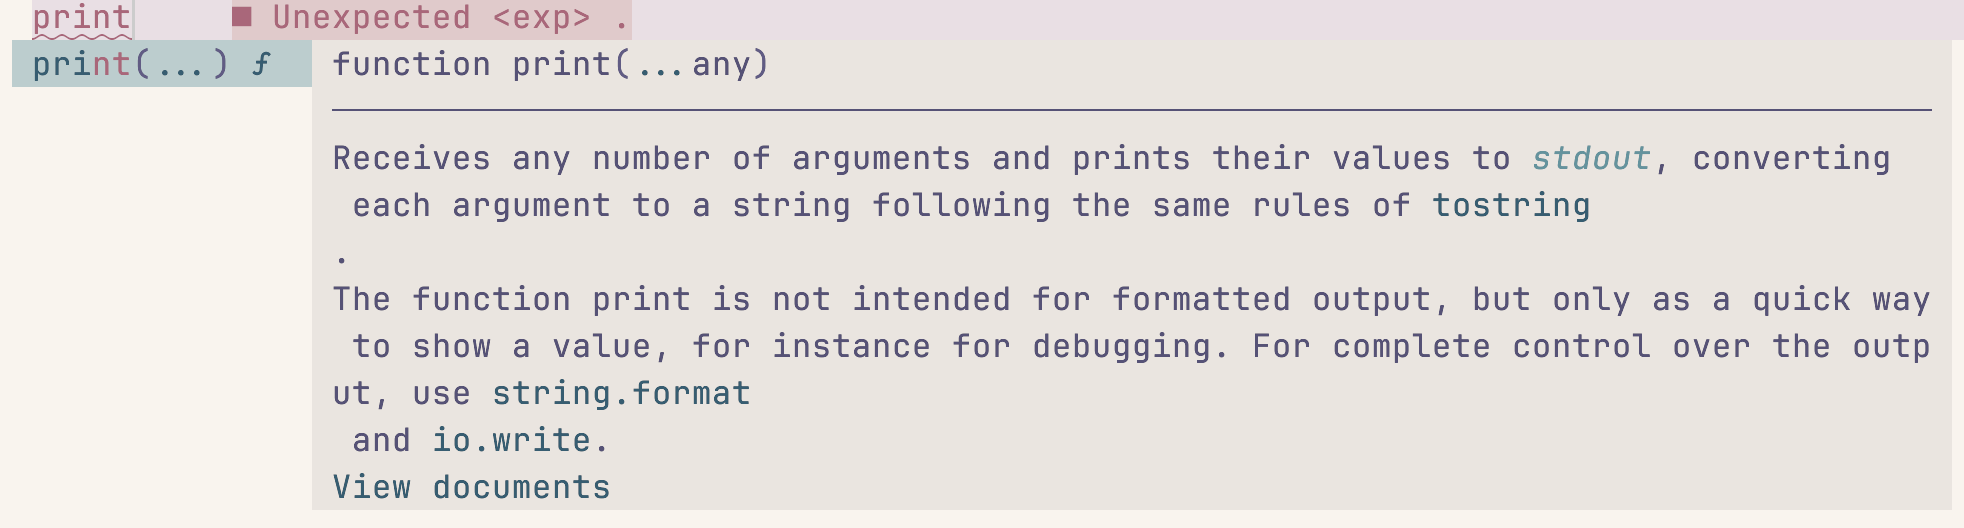 print ■ Unexpected <exp> .
print(...) ƒ
function print(...any)
Receives any number of arguments and prints their values to stdout, converting
each argument to a string following the same rules of tostring
.
The function print is not intended for formatted output, but only as a quick way
to show a value, for instance for debugging. For complete control over the outp
ut, use string.format
and io.write.
View documents